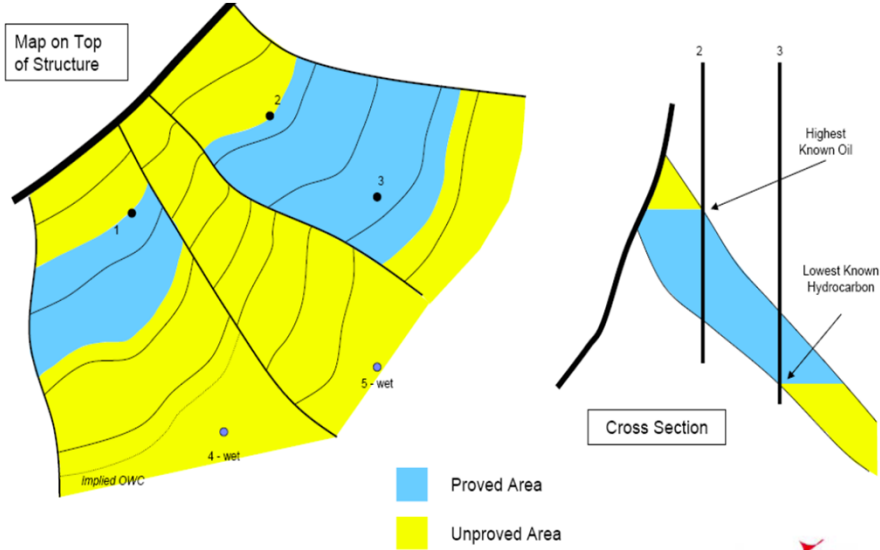 Map on Top
of Structure
2
3
1
5 - wet
4 - wet
Implied OWC
2
3
Highest
Known Oil
Lowest Known
Hydrocarbon
Cross Section
Proved Area
Unproved Area